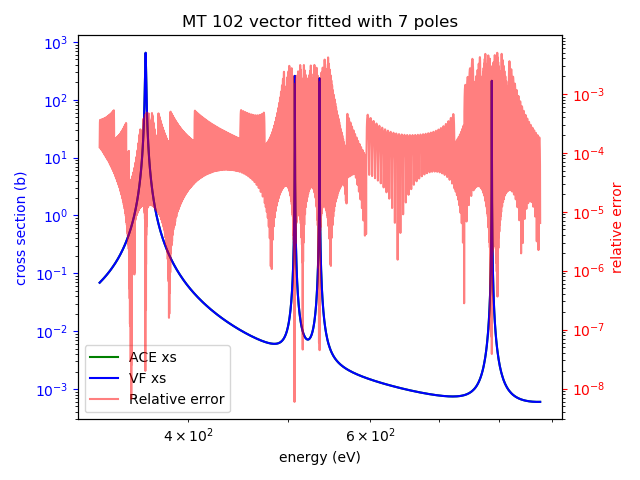 MT 102 vector fitted with 7 poles
10³
10²
10¹
10⁰
10⁻¹
10⁻²
10⁻³
cross section (b)
10⁻³
10⁻⁴
10⁻⁵
10⁻⁶
10⁻⁷
10⁻⁸
relative error
ACE xs
VF xs
Relative error
4 × 10² 6 × 10²
energy (eV)